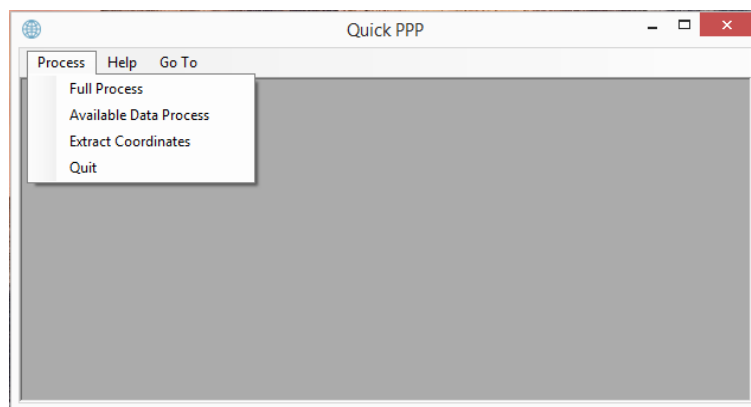 Quick PPP
Process Help Go To
Full Process
Available Data Process
Extract Coordinates
Quit